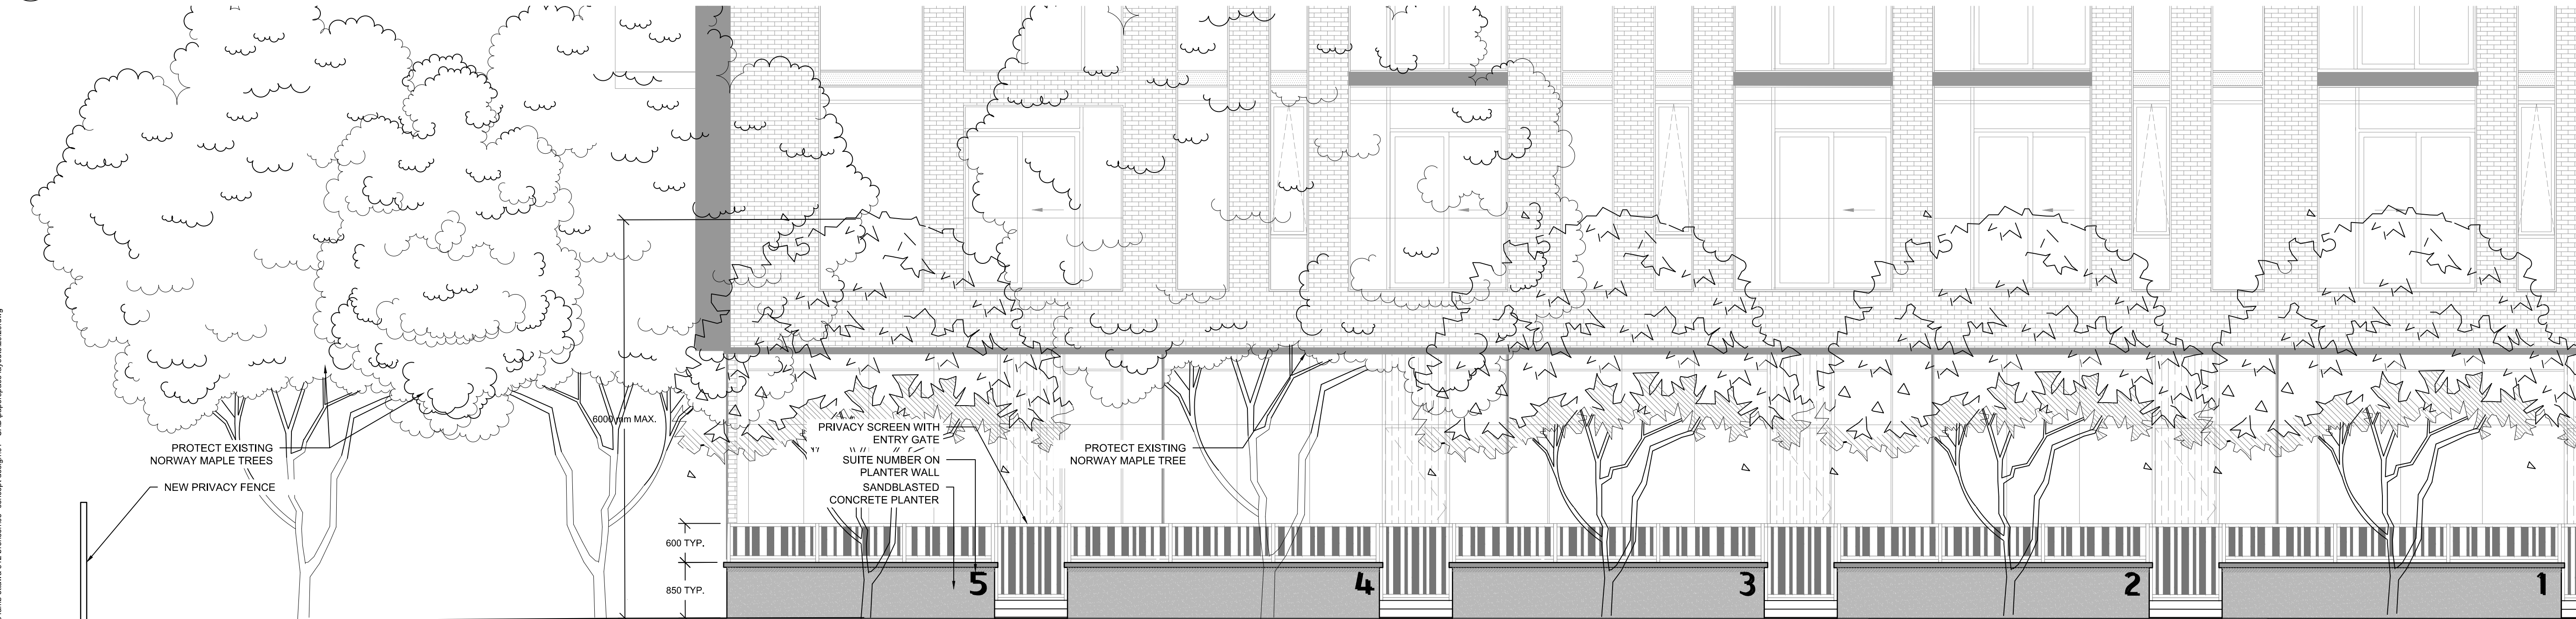 6000 mm MAX.
PRIVACY SCREEN WITH
ENTRY GATE
PROTECT EXISTING
NORWAY MAPLE TREES
SUITE NUMBER ON
PLANTER WALL
PROTECT EXISTING
NORWAY MAPLE TREE
NEW PRIVACY FENCE
SANDBLASTED
CONCRETE PLANTER
600 TYP.
850 TYP.
5
4
3
2
1